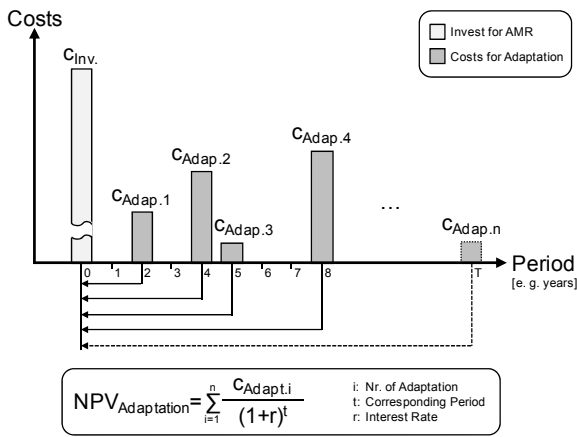 Costs
Invest for AMR
Costs for Adaptation
cInv.
cAdap.1
cAdap.2
cAdap.3
cAdap.4
...
cAdap.n
0 1 2 3 4 5 6 7 8 T
Period
[e. g. years]
NPVAdaptation= n ∑ i=1 cAdapt.i / (1+r)t
i: Nr. of Adaptation
t: Corresponding Period
r: Interest Rate